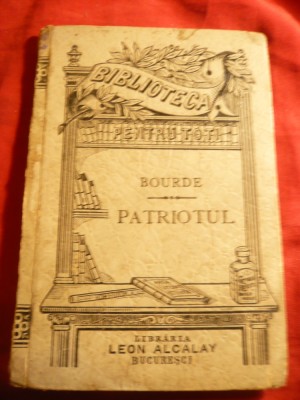 BIBLIOTECA
PENTRU TOȚI
BOURDE
PATRIOTUL
LIBRĂRIA
LEON ALCALAY
BUCURESCI